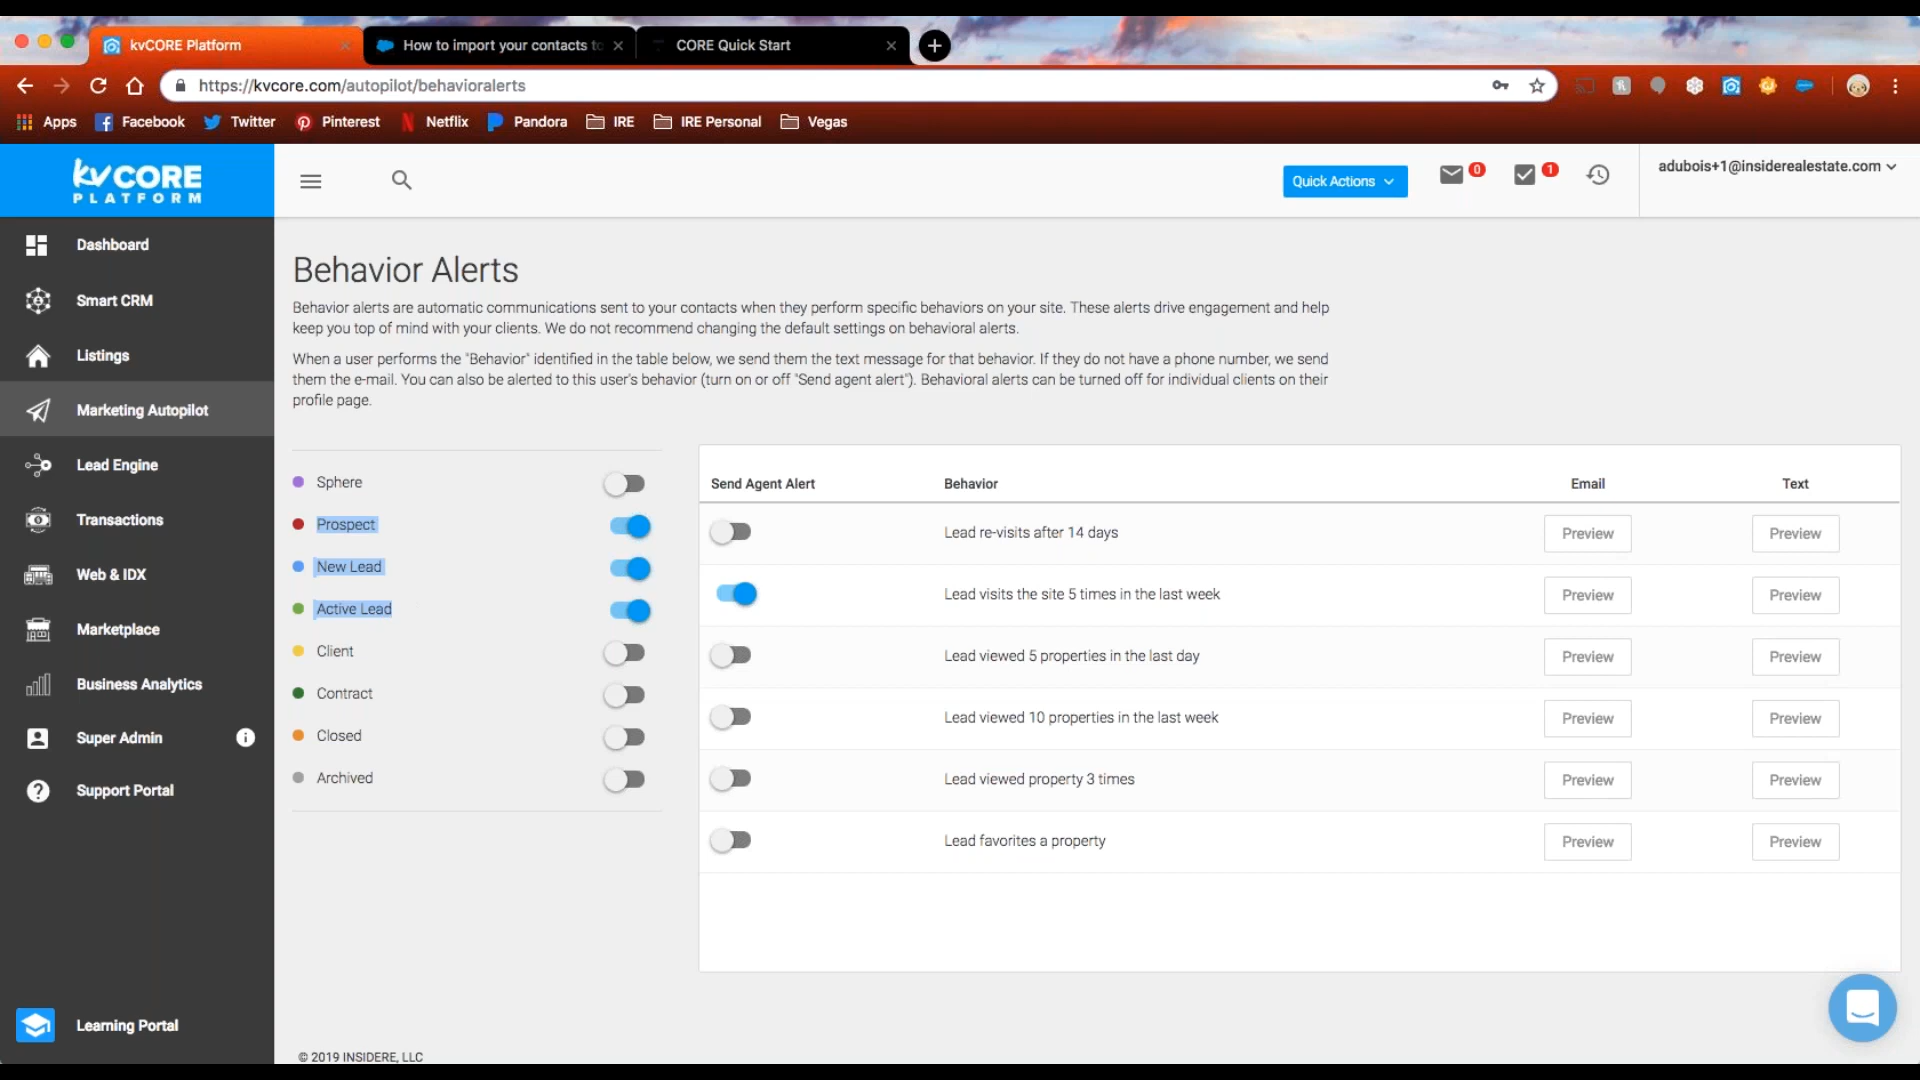 kvCORE Platform
How to import your contacts to
CORE Quick Start
https://kvcore.com/autopilot/behavioralerts
Apps
Facebook
Twitter
Pinterest
Netflix
Pandora
IRE
IRE Personal
Vegas
kvCORE
PLATFORM
Quick Actions
0
1
adubois+1@insiderealestate.com
Dashboard
Smart CRM
Listings
Marketing Autopilot
Lead Engine
Transactions
Web & IDX
Marketplace
Business Analytics
Super Admin
Support Portal
Learning Portal
Behavior Alerts
Behavior alerts are automatic communications sent to your contacts when they perform specific behaviors on your site. These alerts drive engagement and help
keep you top of mind with your clients. We do not recommend changing the default settings on behavioral alerts.
When a user performs the "Behavior" identified in the table below, we send them the text message for that behavior. If they do not have a phone number, we send
them the e-mail. You can also be alerted to this user's behavior (turn on or off "Send agent alert"). Behavioral alerts can be turned off for individual clients on their
profile page.
Sphere
Prospect
New Lead
Active Lead
Client
Contract
Closed
Archived
Send Agent Alert Behavior Email Text
Lead re-visits after 14 days Preview Preview
Lead visits the site 5 times in the last week Preview Preview
Lead viewed 5 properties in the last day Preview Preview
Lead viewed 10 properties in the last week Preview Preview
Lead viewed property 3 times Preview Preview
Lead favorites a property Preview Preview
© 2019 INSIDERE, LLC